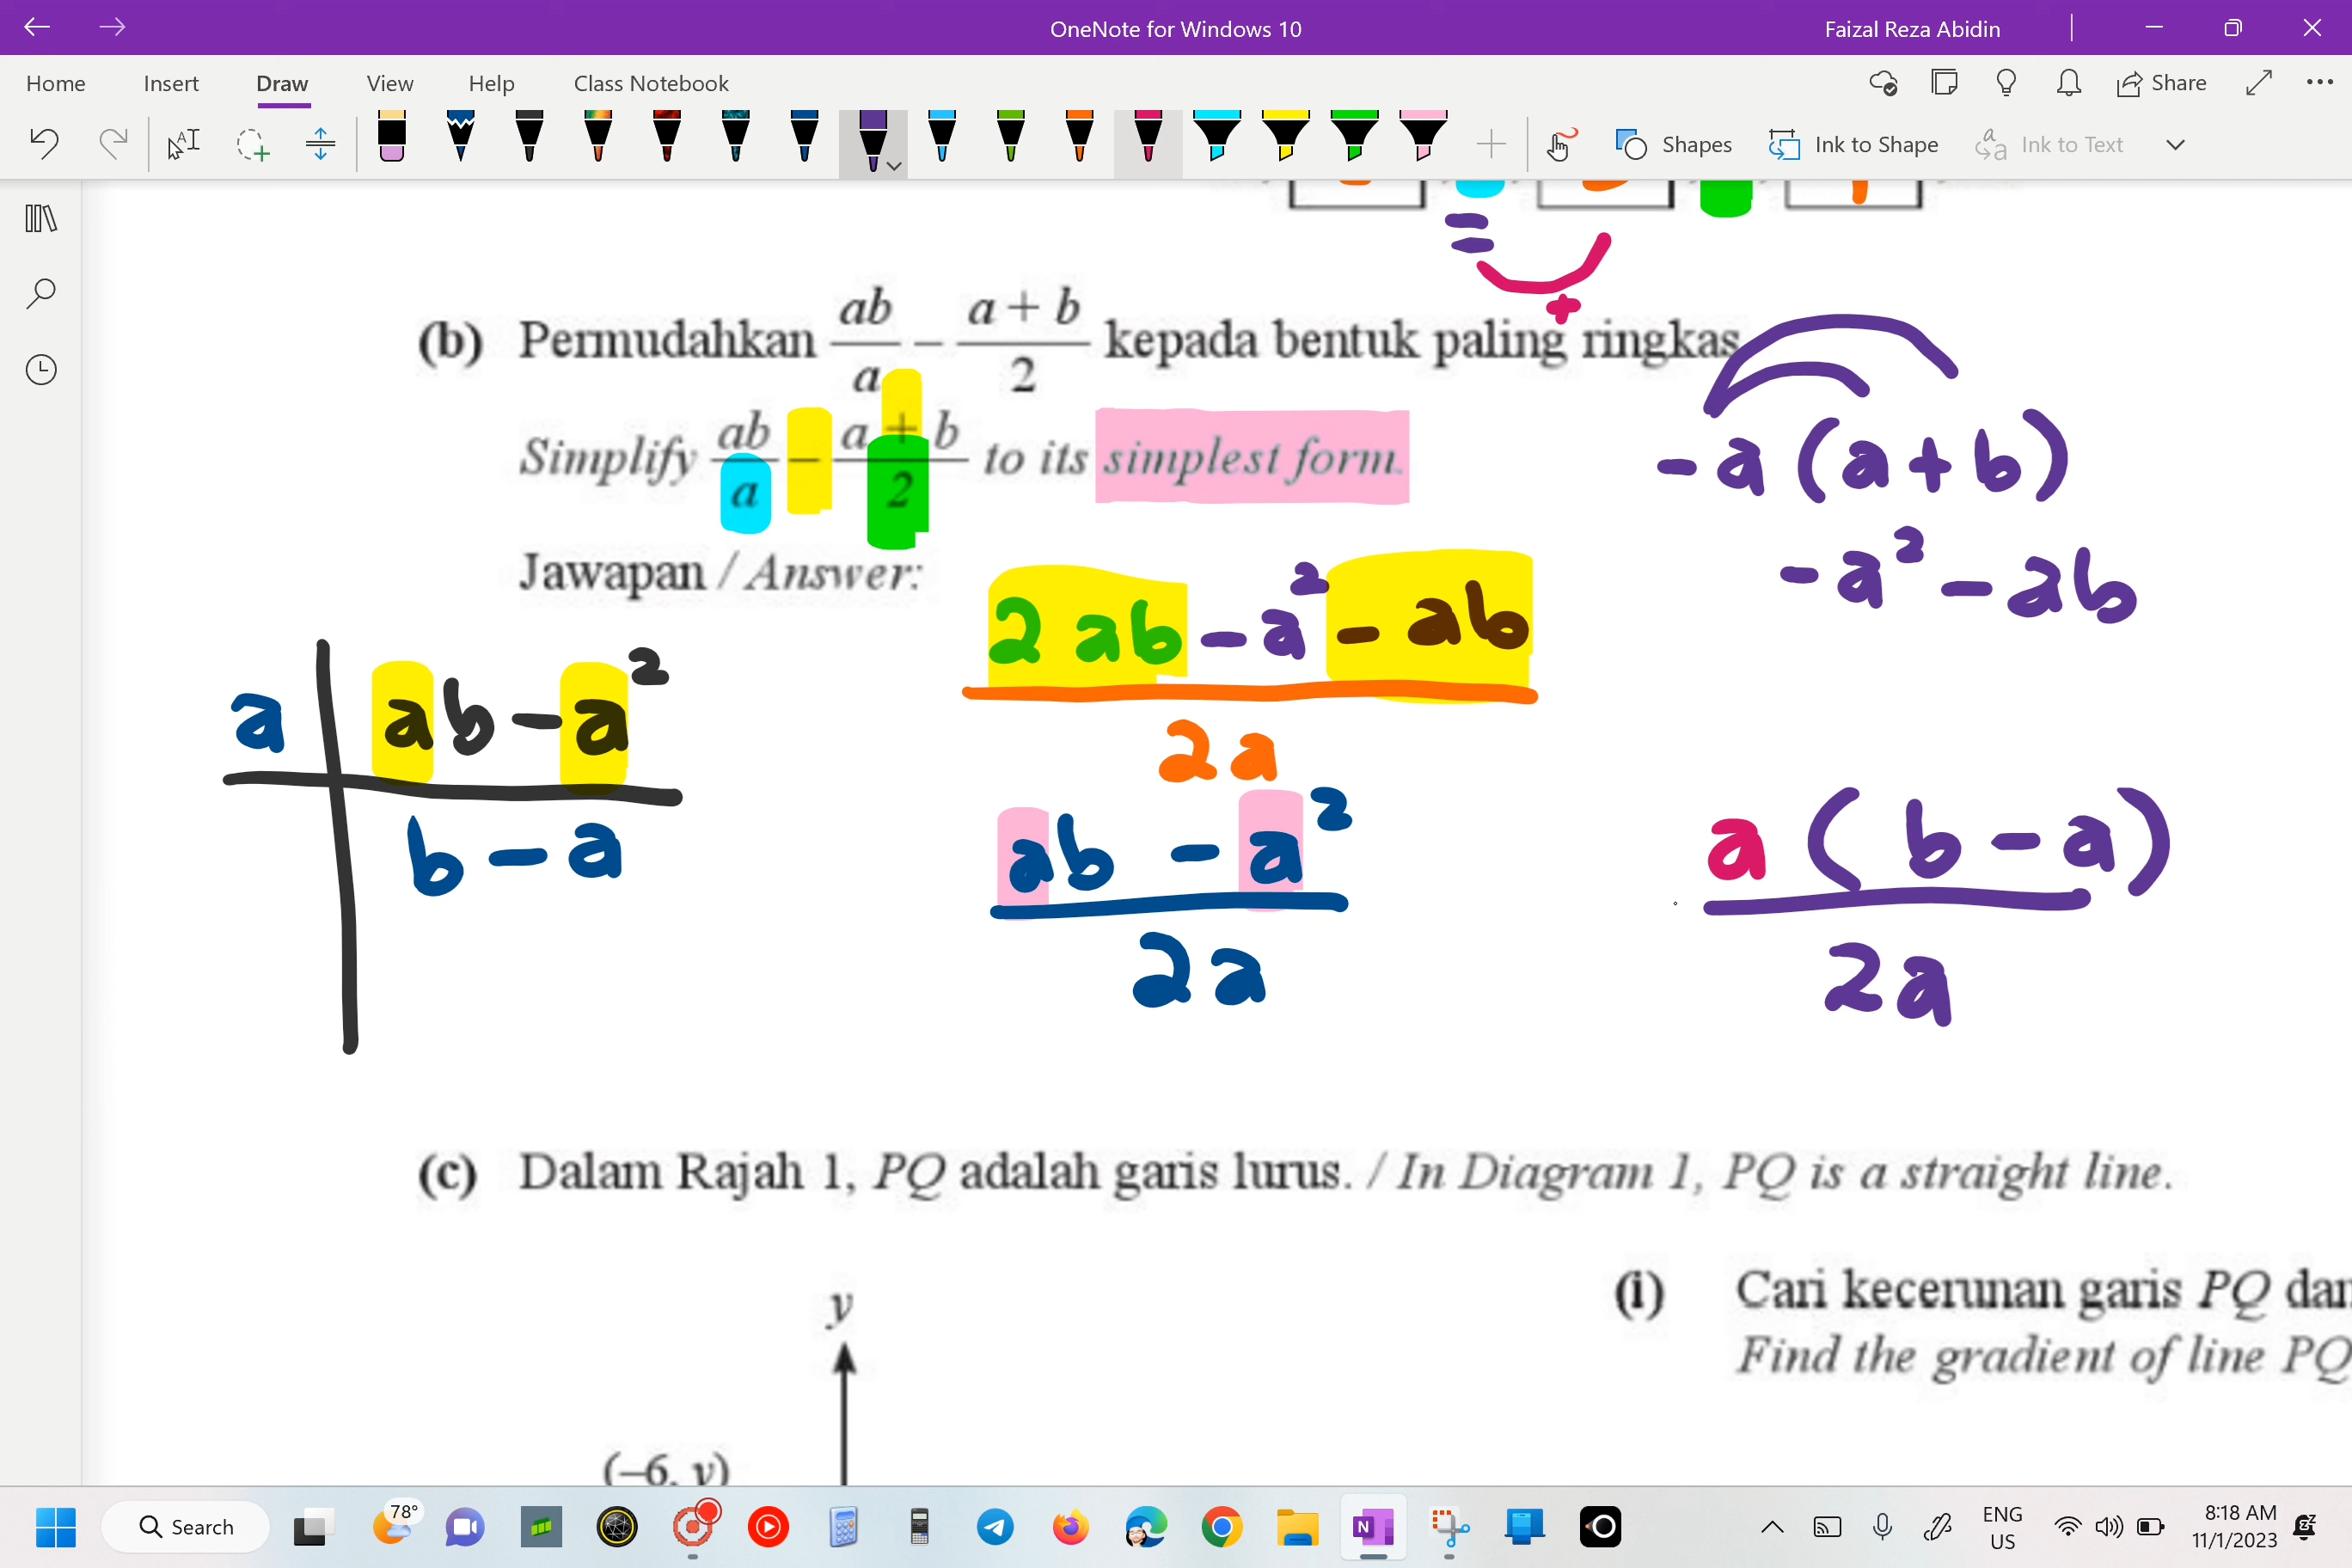 OneNote for Windows 10
Faizal Reza Abidin
Home Insert Draw View Help Class Notebook
Share
Shapes Ink to Shape Ink to Text
=
+
(b) Permudahkan ab/a − a + b/2 kepada bentuk paling ringkas
Simplify ab/a − a + b/2 to its simplest form.
-a(a+b)
-a² - ab
Jawapan / Answer:
2ab - a² - ab
2a
a ab - a²
b - a
ab - a²
2a
a(b - a)
2a
(c) Dalam Rajah 1, PQ adalah garis lurus. / In Diagram 1, PQ is a straight line.
(i) Cari kecerunan garis PQ dan
Find the gradient of line PQ
y
(−6, v)
78°
Search
ENG
US
8:18 AM
11/1/2023